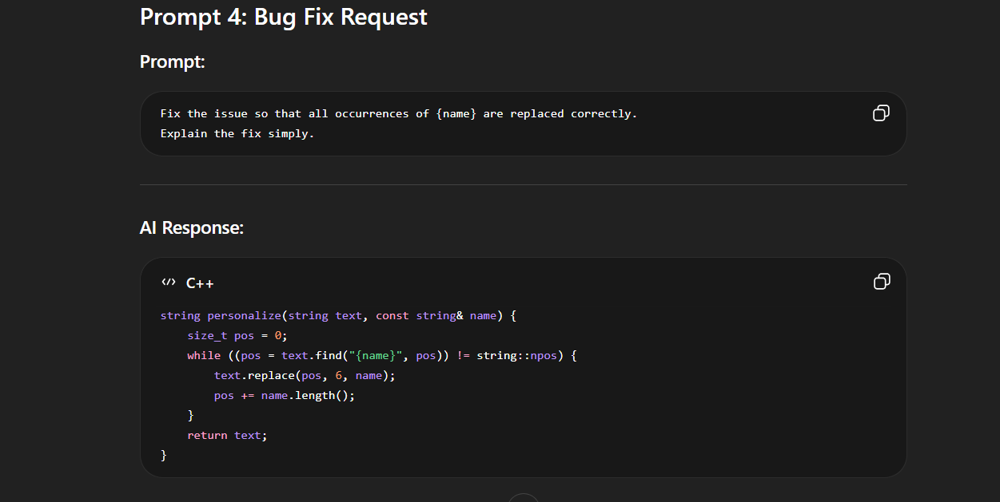 Prompt 4: Bug Fix Request
Prompt:
Fix the issue so that all occurrences of {name} are replaced correctly.
Explain the fix simply.
AI Response:
</> C++
string personalize(string text, const string& name) {
    size_t pos = 0;
    while ((pos = text.find("{name}", pos)) != string::npos) {
        text.replace(pos, 6, name);
        pos += name.length();
    }
    return text;
}